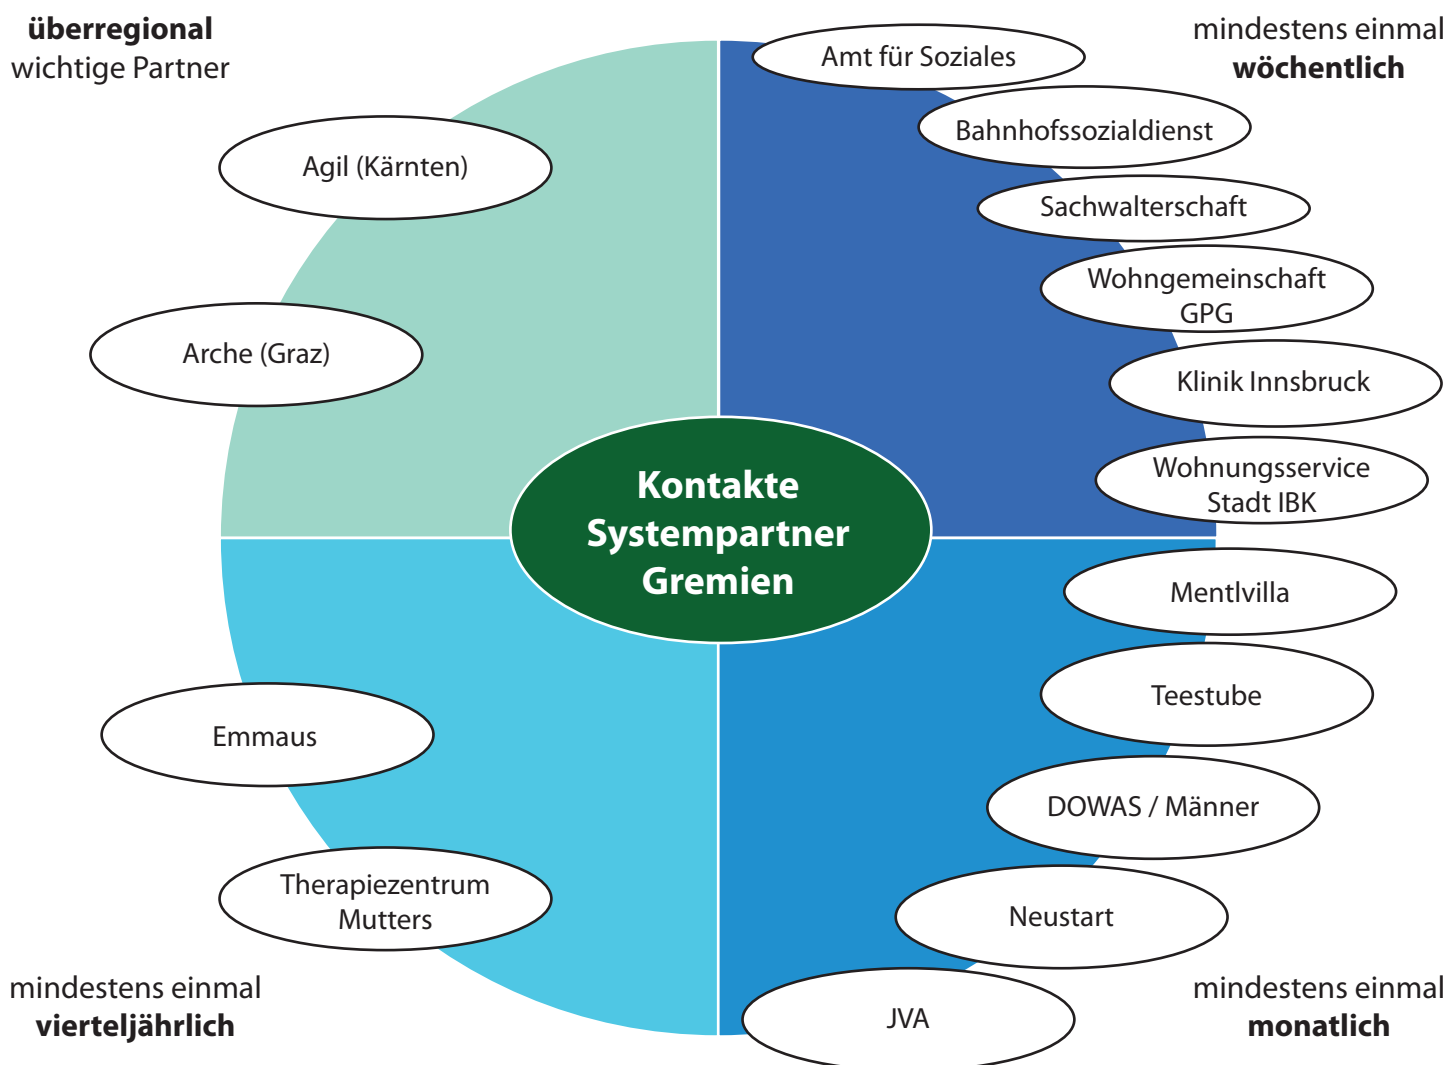 überregional
wichtige Partner
mindestens einmal
wöchentlich
Amt für Soziales
Bahnhofssozialdienst
Agil (Kärnten)
Sachwalterschaft
Wohngemeinschaft
GPG
Arche (Graz)
Klinik Innsbruck
Wohnungsservice
Stadt IBK
Kontakte
Systempartner
Gremien
Mentlvilla
Teestube
Emmaus
DOWAS / Männer
Therapiezentrum
Mutters
Neustart
JVA
mindestens einmal
vierteljährlich
mindestens einmal
monatlich